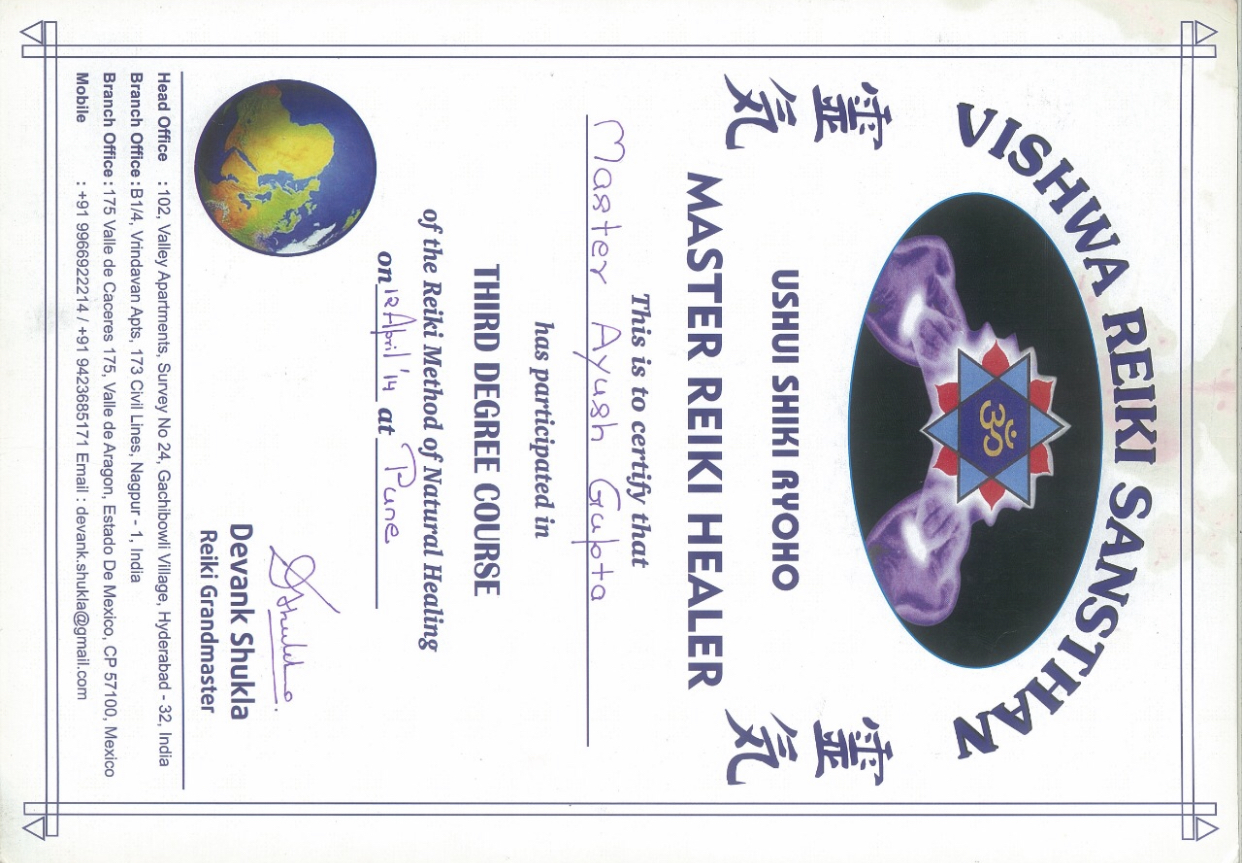 VISHWA REIKI SANSTHAN
ॐ
霊気
霊気
USHUI SHIKI RYOHO
MASTER REIKI HEALER
This is to certify that
Master Ayush Gupta
has participated in
THIRD DEGREE COURSE
of the Reiki Method of Natural Healing
on 12 April '14 at Pune
DShukla
Devank Shukla
Reiki Grandmaster
Head Office : 102, Valley Apartments, Survey No 24, Gachibowli Village, Hyderabad - 32, India
Branch Office : B1/4, Vrindavan Apts, 173 Civil Lines, Nagpur - 1, India
Branch Office : 175 Valle de Caceres 175, Valle de Aragon, Estado De Mexico, CP 57100, Mexico
Mobile : +91 9966922214 / +91 9423685171 Email : devank.shukla@gmail.com